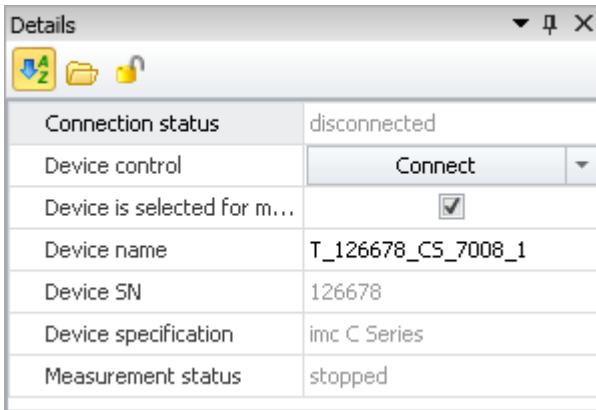 Details
Connection status disconnected
Device control Connect
Device is selected for m...
Device name T_126678_CS_7008_1
Device SN 126678
Device specification imc C Series
Measurement status stopped